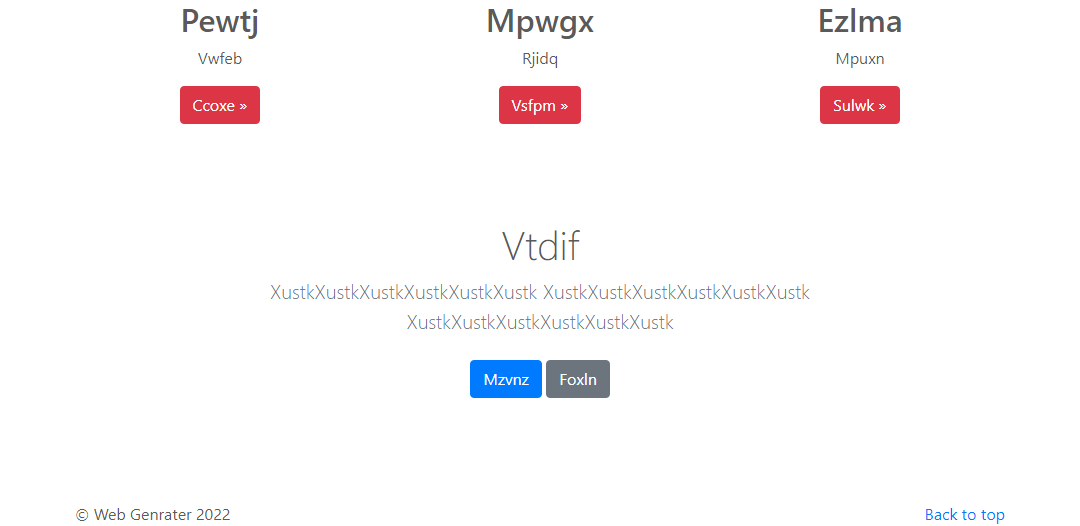 Pewtj Mpwgx Ezlma
Vwfeb Rjidq Mpuxn
Ccoxe » Vsfpm » Sulwk »
Vtdif
XustkXustkXustkXustkXustkXustk XustkXustkXustkXustkXustkXustk
XustkXustkXustkXustkXustkXustk
Mzvnz Foxln
© Web Genrater 2022 Back to top